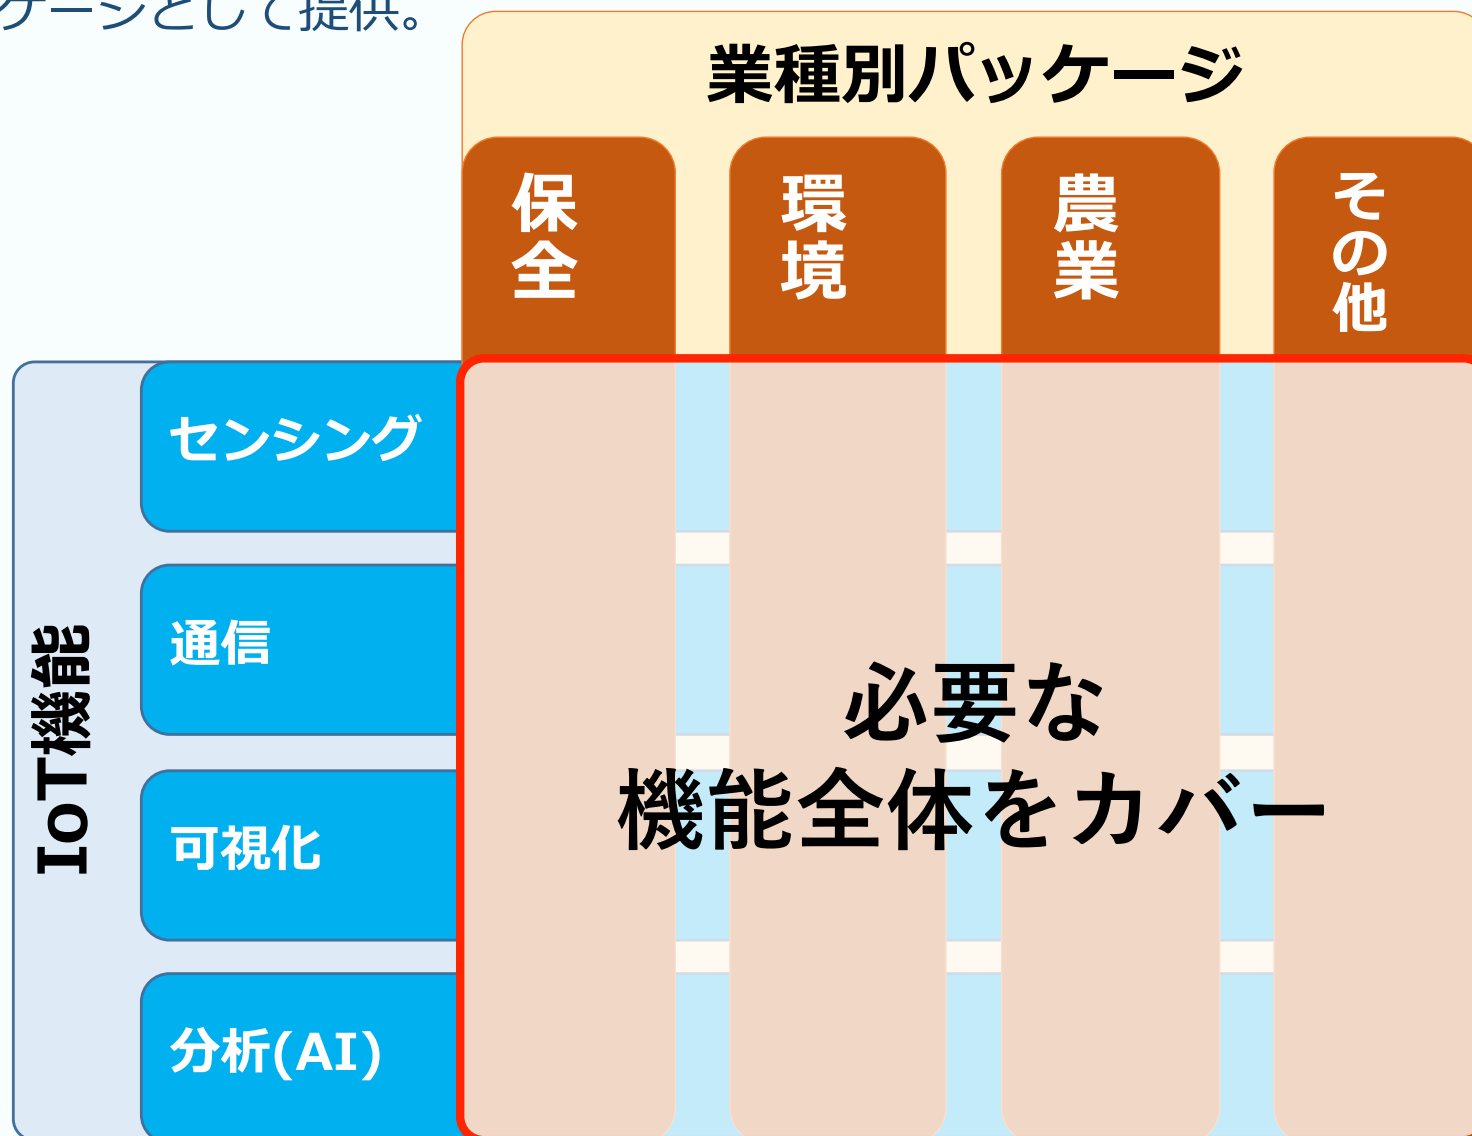 ケージとして提供。
業種別パッケージ
保全
環境
農業
その他
IoT機能
センシング
通信
可視化
分析(AI)
必要な
機能全体をカバー